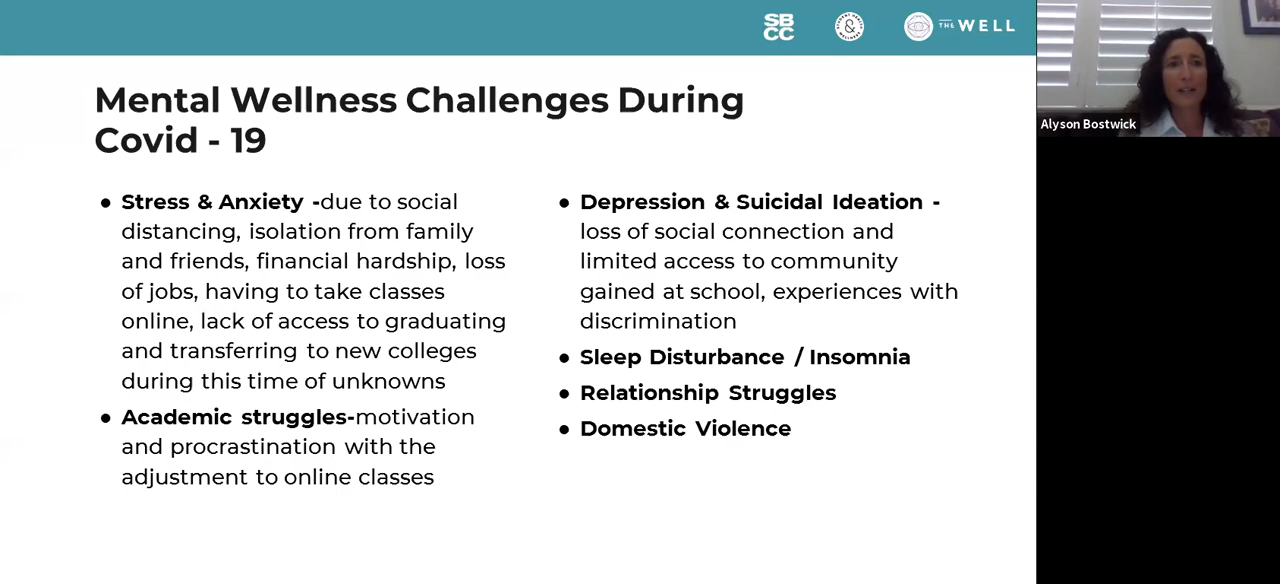 SB
CC
&
THE WELL
Alyson Bostwick
Mental Wellness Challenges During
Covid - 19
● Stress & Anxiety -due to social
distancing, isolation from family
and friends, financial hardship, loss
of jobs, having to take classes
online, lack of access to graduating
and transferring to new colleges
during this time of unknowns
● Academic struggles-motivation
and procrastination with the
adjustment to online classes
● Depression & Suicidal Ideation -
loss of social connection and
limited access to community
gained at school, experiences with
discrimination
● Sleep Disturbance / Insomnia
● Relationship Struggles
● Domestic Violence